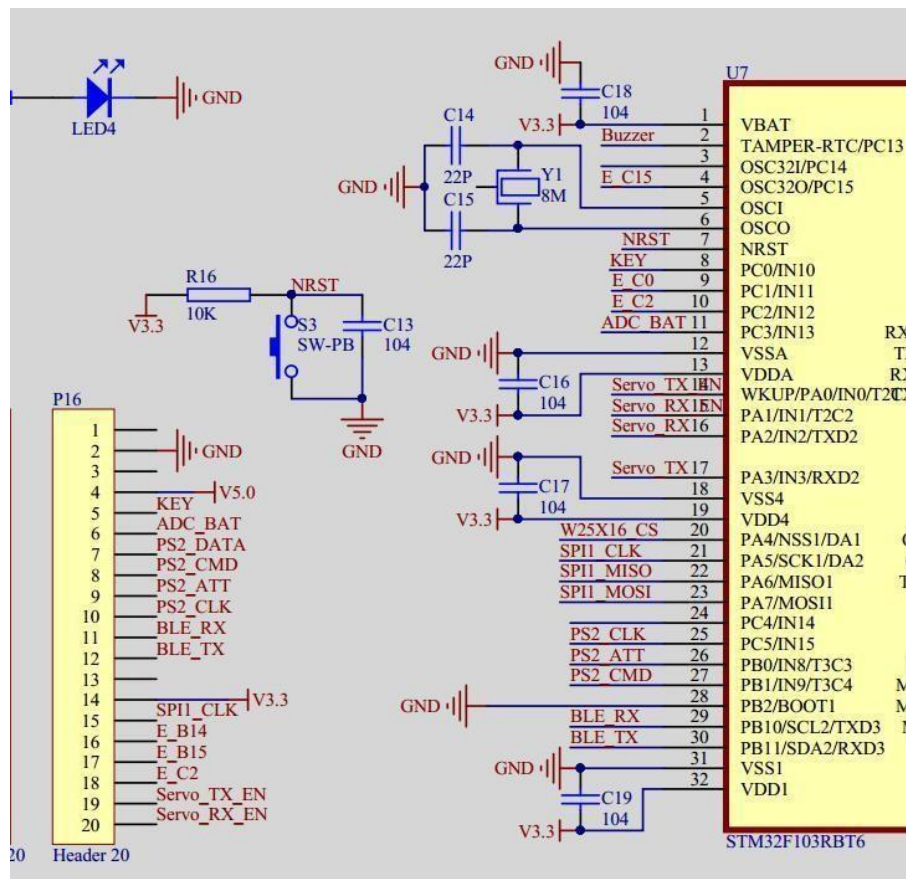 LED4
GND
R16
10K
V3.3
NRST
S3
SW-PB
C13
104
GND
P16
1
2
GND
3
4
V5.0
5
KEY
6
ADC_BAT
7
PS2_DATA
8
PS2_CMD
9
PS2_ATT
10
PS2_CLK
11
BLE_RX
12
BLE_TX
13
14
V3.3
15
SPI1_CLK
16
E_B14
17
E_B15
18
E_C2
19
Servo_TX_EN
20
Servo_RX_EN
20
Header 20
GND
C18
104
V3.3
GND
C14
22P
C15
22P
Y1
8M
GND
C16
104
V3.3
GND
C17
104
V3.3
GND
GND
C19
104
V3.3
U7
1 VBAT
Buzzer 2 TAMPER-RTC/PC13
3 OSC32I/PC14
E_C15 4 OSC32O/PC15
5 OSCI
6 OSCO
NRST 7 NRST
KEY 8 PC0/IN10
E_C0 9 PC1/IN11
E_C2 10 PC2/IN12
ADC_BAT 11 PC3/IN13
12 VSSA
13 VDDA
Servo_TX_EN 14 WKUP/PA0/IN0/T2C
Servo_RX_EN 15 PA1/IN1/T2C2
Servo_RX 16 PA2/IN2/TXD2
Servo_TX 17 PA3/IN3/RXD2
18 VSS4
19 VDD4
W25X16_CS 20 PA4/NSS1/DA1
SPI1_CLK 21 PA5/SCK1/DA2
SPI1_MISO 22 PA6/MISO1
SPI1_MOSI 23 PA7/MOSI1
24 PC4/IN14
PS2_CLK 25 PC5/IN15
PS2_ATT 26 PB0/IN8/T3C3
PS2_CMD 27 PB1/IN9/T3C4
28 PB2/BOOT1
BLE_RX 29 PB10/SCL2/TXD3
BLE_TX 30 PB11/SDA2/RXD3
31 VSS1
32 VDD1
STM32F103RBT6